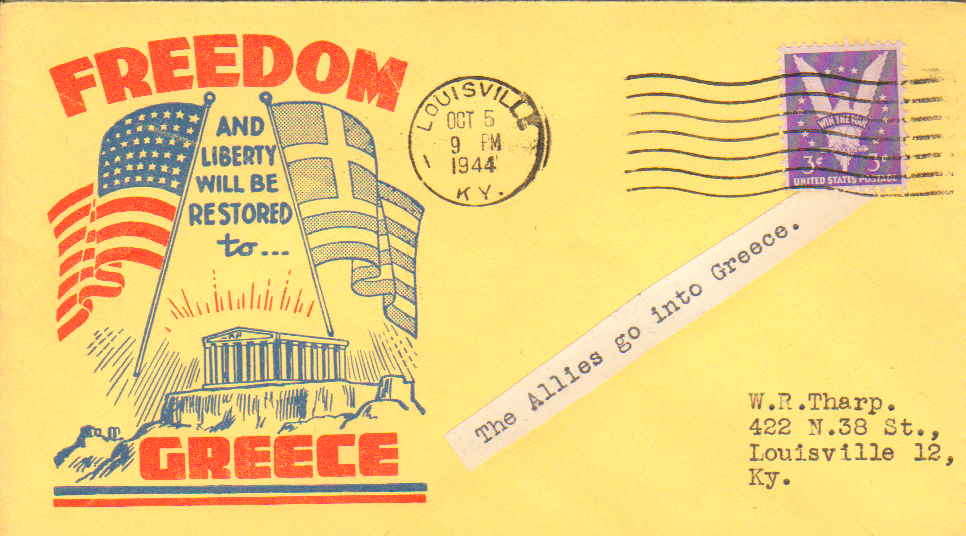 FREEDOM
AND
LIBERTY
WILL BE
RESTORED
to...
GREECE
LOUISVILLE
OCT 5
9 PM
1944
KY.
WIN THE WAR
3¢ 3¢
UNITED STATES POSTAGE
The Allies go into Greece.
W.R.Tharp.
422 N.38 St.,
Louisville 12,
Ky.